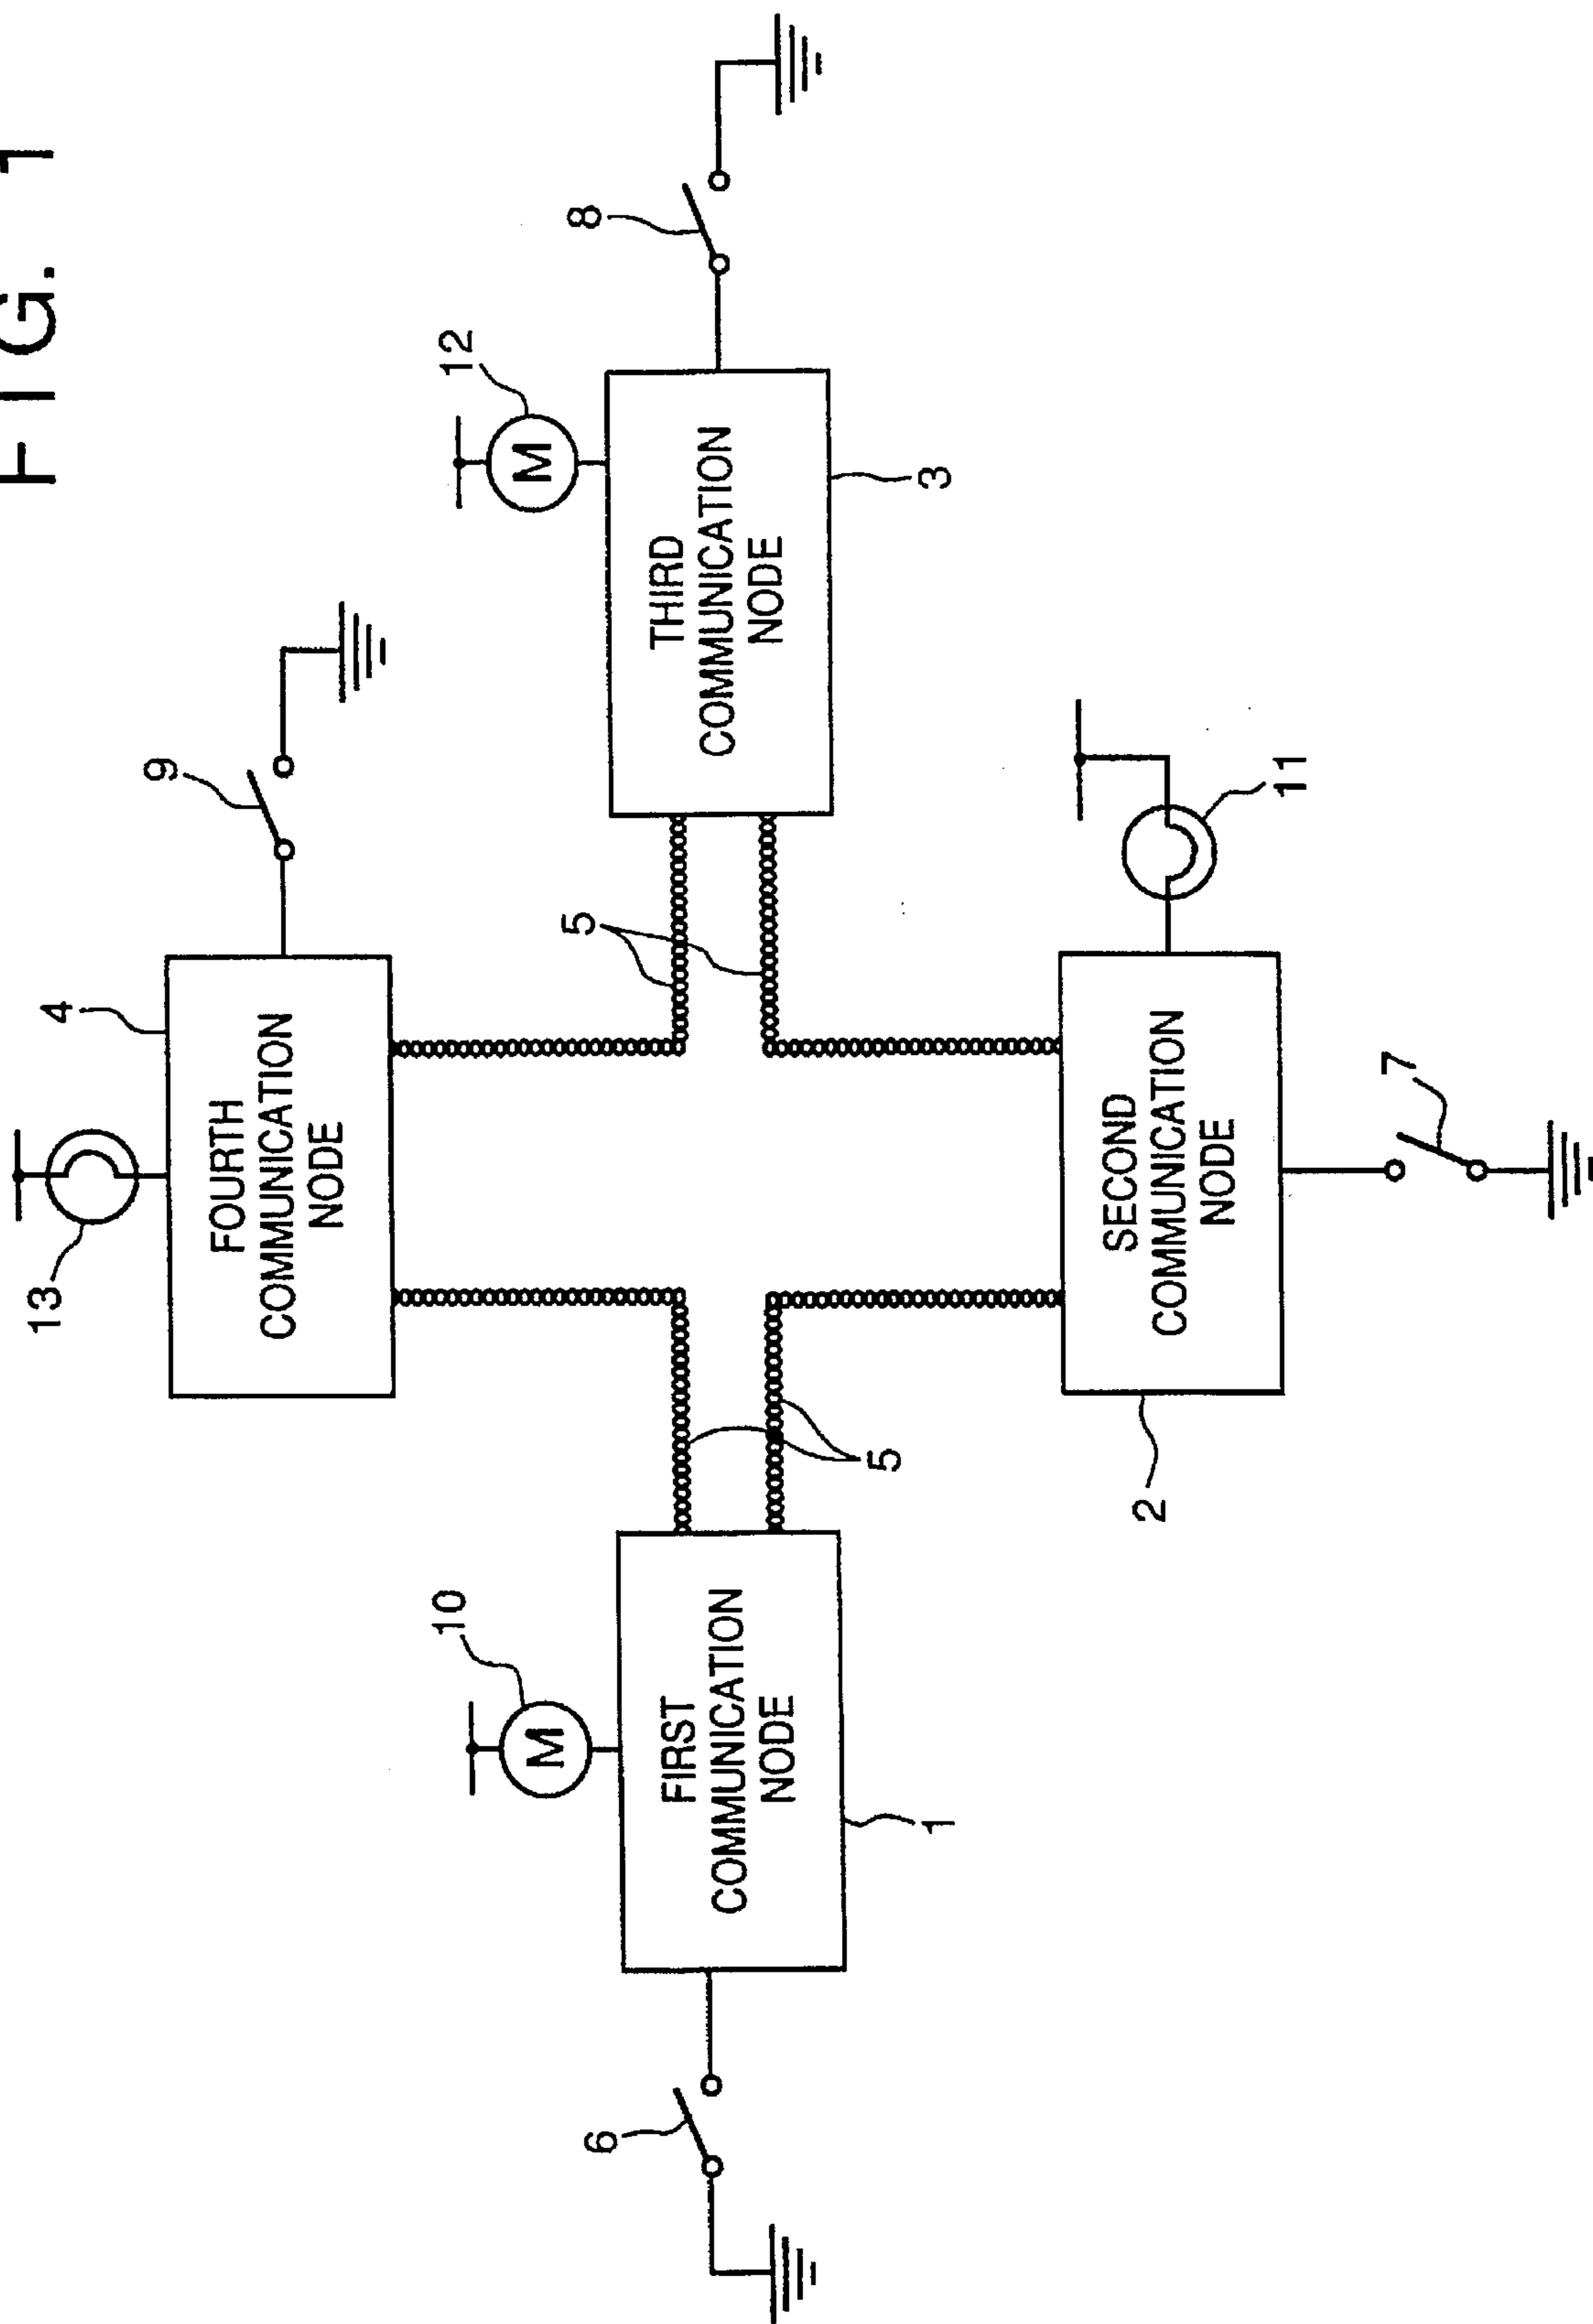 FIG. 1
13
4
9
FOURTH
COMMUNICATION
NODE
10
12
8
5
6
FIRST
COMMUNICATION
NODE
THIRD
COMMUNICATION
NODE
M
M
1
5
3
2
SECOND
COMMUNICATION
NODE
11
7